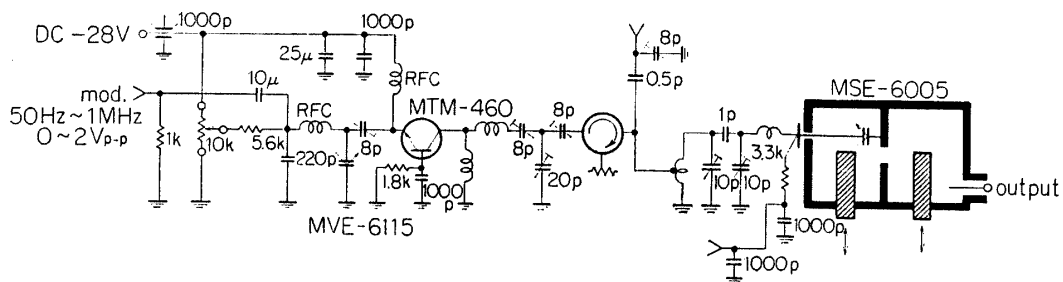 DC -28V
1000p
1000p
25μ
10μ
mod.
50Hz~1MHz
0~2Vp-p
1k
10k
5.6k
RFC
RFC
220p
8p
1.8k
1000p
MTM-460
MVE-6115
8p
20p
8p
8p
0.5p
1p
10p
10p
3.3k
1000p
1000p
MSE-6005
output